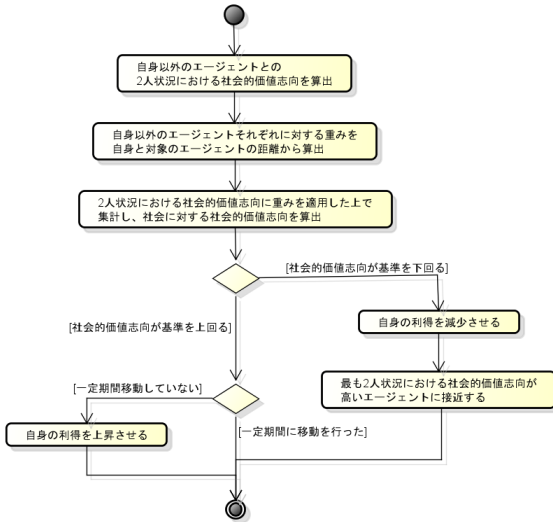 自身以外のエージェントとの
2人状況における社会的価値志向を算出
自身以外のエージェントそれぞれに対する重みを
自身と対象のエージェントの距離から算出
2人状況における社会的価値志向に重みを適用した上で
集計し、社会に対する社会的価値志向を算出
[社会的価値志向が基準を下回る]
[社会的価値志向が基準を上回る]
自身の利得を減少させる
最も2人状況における社会的価値志向が
高いエージェントに接近する
[一定期間移動していない]
[一定期間に移動を行った]
自身の利得を上昇させる